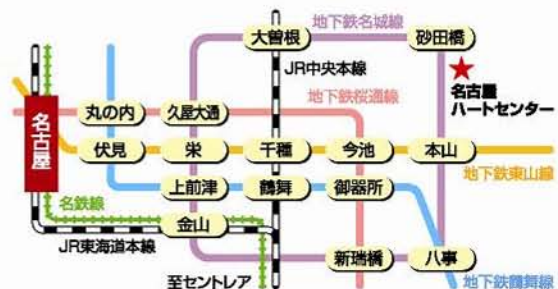 地下鉄名城線
大曽根
砂田橋
JR中央本線
名古屋
ハートセンター
地下鉄桜通線
丸の内
久屋大通
名古屋
伏見
栄
千種
今池
本山
地下鉄東山線
上前津
鶴舞
御器所
名鉄線
金山
JR東海道本線
新瑞橋
八事
至セントレア
地下鉄鶴舞線